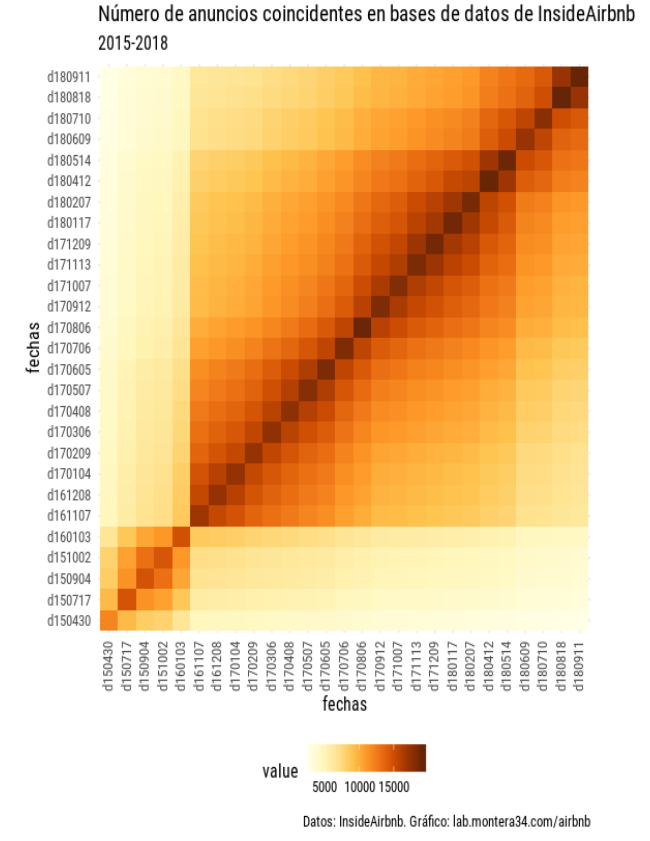 Número de anuncios coincidentes en bases de datos de InsideAirbnb
2015-2018
d180911
d180818
d180710
d180609
d180514
d180412
d180207
d180117
d171209
d171113
d171007
d170912
d170806
d170706
d170605
d170507
d170408
d170306
d170209
d170104
d161208
d161107
d160103
d151002
d150904
d150717
d150430
fechas
d150430 d150717 d150904 d151002 d160103 d161107 d161208 d170104 d170209 d170306 d170408 d170507 d170605 d170706 d170806 d170912 d171007 d171113 d171209 d180117 d180207 d180412 d180514 d180609 d180710 d180818 d180911
fechas
value
5000 10000 15000
Datos: InsideAirbnb. Gráfico: lab.montera34.com/airbnb